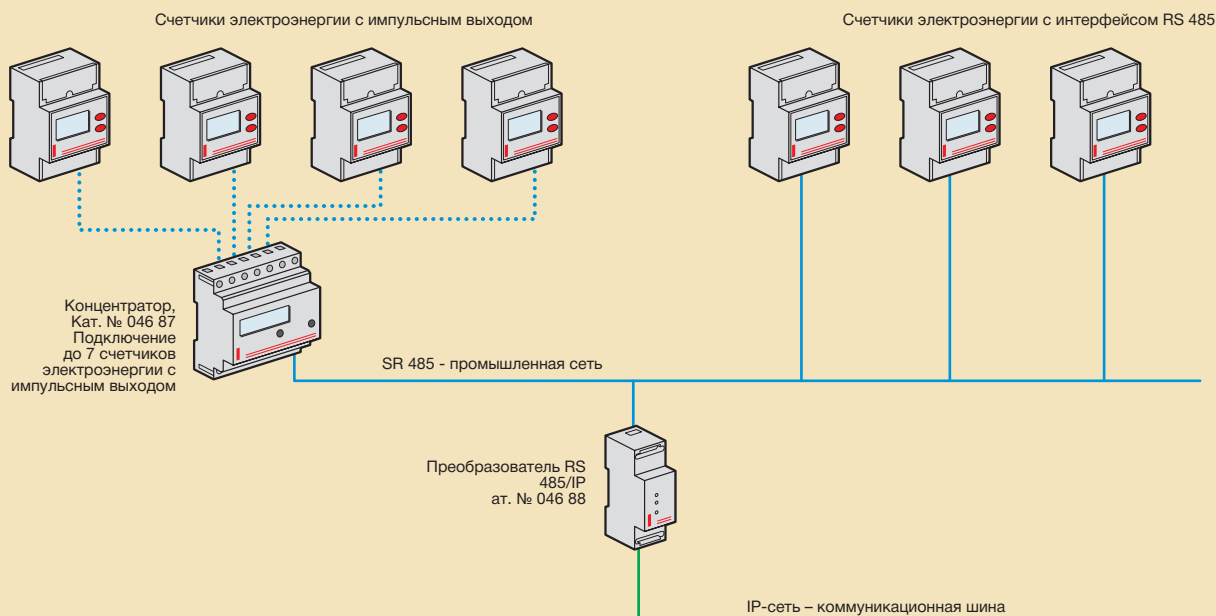 Счетчики электроэнергии с импульсным выходом
Счетчики электроэнергии с интерфейсом RS 485
Концентратор,
Кат. № 046 87
Подключение
до 7 счетчиков
электроэнергии с
импульсным выходом
SR 485 - промышленная сеть
Преобразователь RS
485/IP
ат. № 046 88
IP-сеть – коммуникационная шина